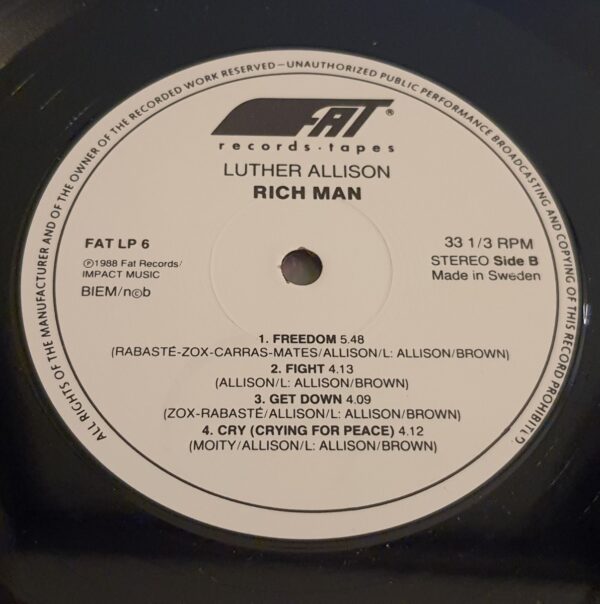 ALL RIGHTS OF THE MANUFACTURER AND OF THE OWNER OF THE RECORDED WORK RESERVED — UNAUTHORIZED PUBLIC PERFORMANCE BROADCASTING AND COPYING OF THIS RECORD PROHIBITED.
FAT®
records·tapes
LUTHER ALLISON
RICH MAN
FAT LP 6
℗1988 Fat Records/
IMPACT MUSIC
BIEM/n©b
33 1/3 RPM
STEREO Side B
Made in Sweden
1. FREEDOM 5.48
(RABASTÉ-ZOX-CARRAS-MATES/ALLISON/L: ALLISON/BROWN)
2. FIGHT 4.13
(ALLISON/L: ALLISON/BROWN)
3. GET DOWN 4.09
(ZOX-RABASTÉ/ALLISON/L: ALLISON/BROWN)
4. CRY (CRYING FOR PEACE) 4.12
(MOITY/ALLISON/L: ALLISON/BROWN)